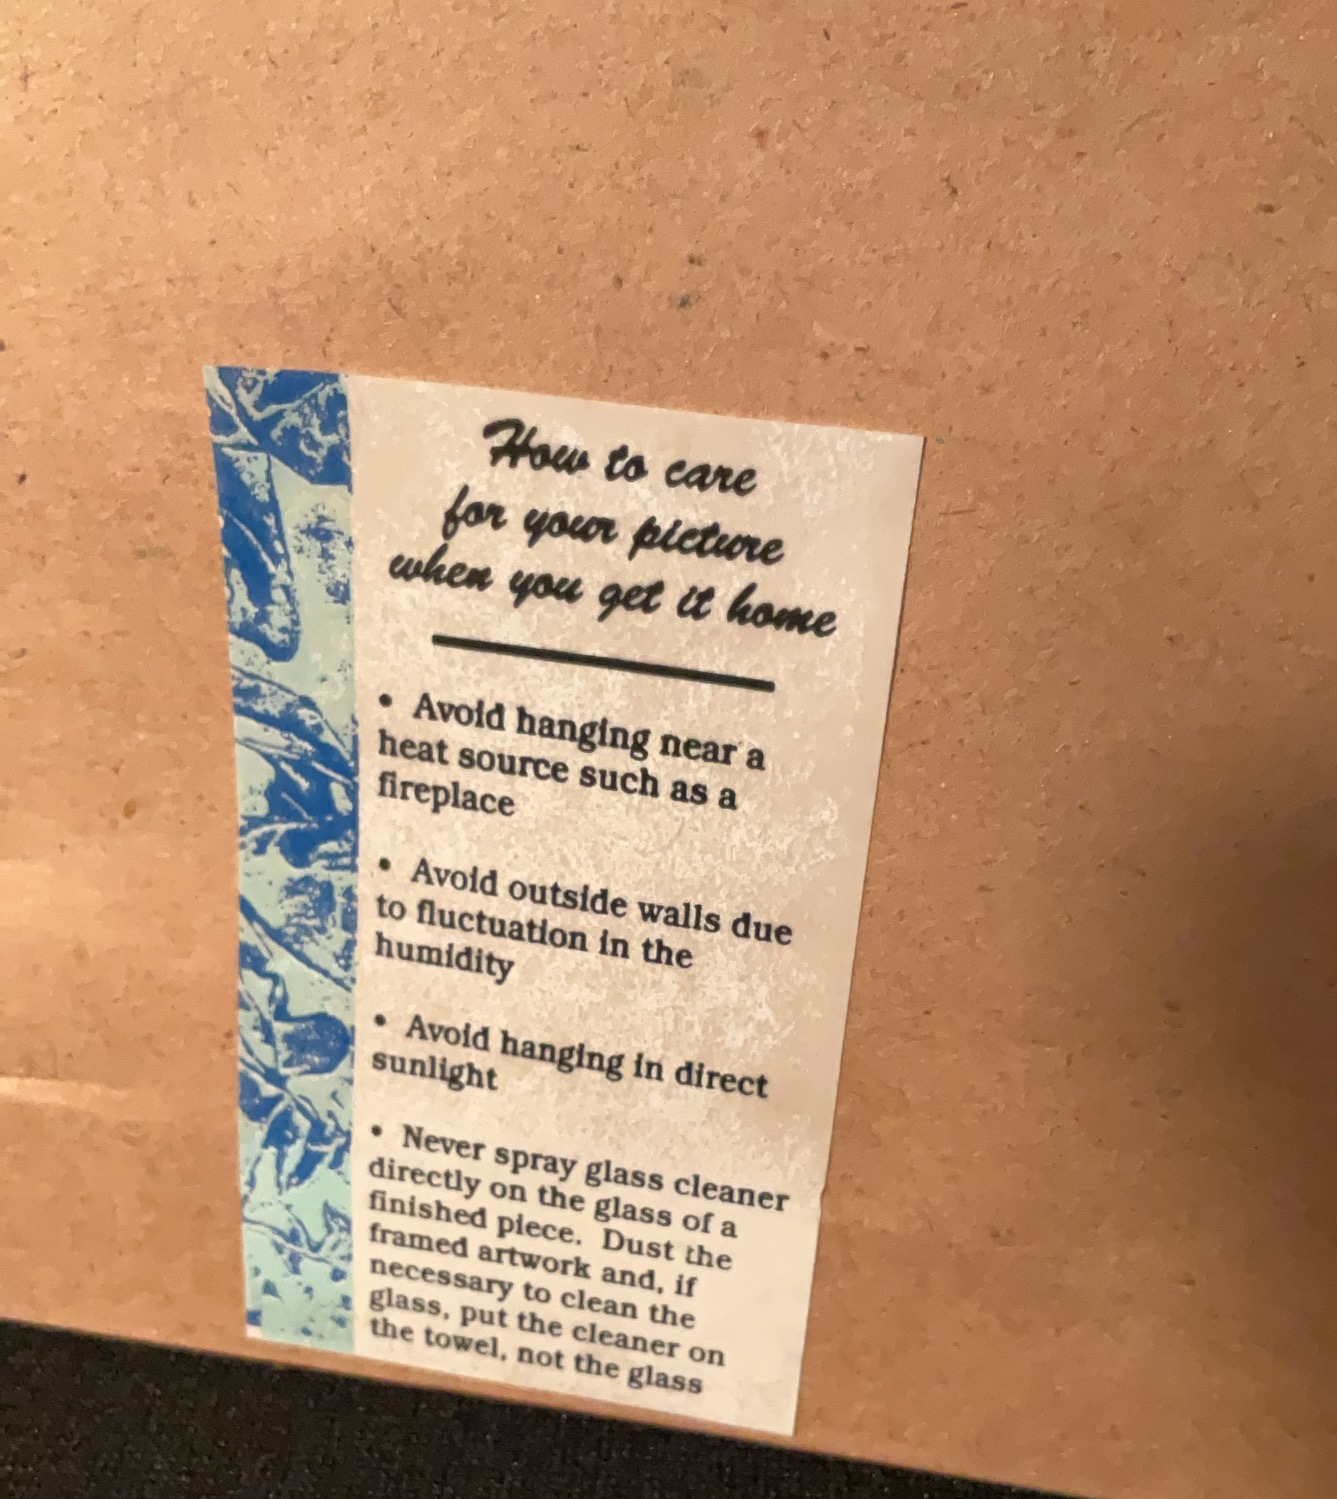 How to care
for your picture
when you get it home
• Avoid hanging near a
heat source such as a
fireplace
• Avoid outside walls due
to fluctuation in the
humidity
• Avoid hanging in direct
sunlight
• Never spray glass cleaner
directly on the glass of a
finished piece. Dust the
framed artwork and, if
necessary to clean the
glass, put the cleaner on
the towel, not the glass